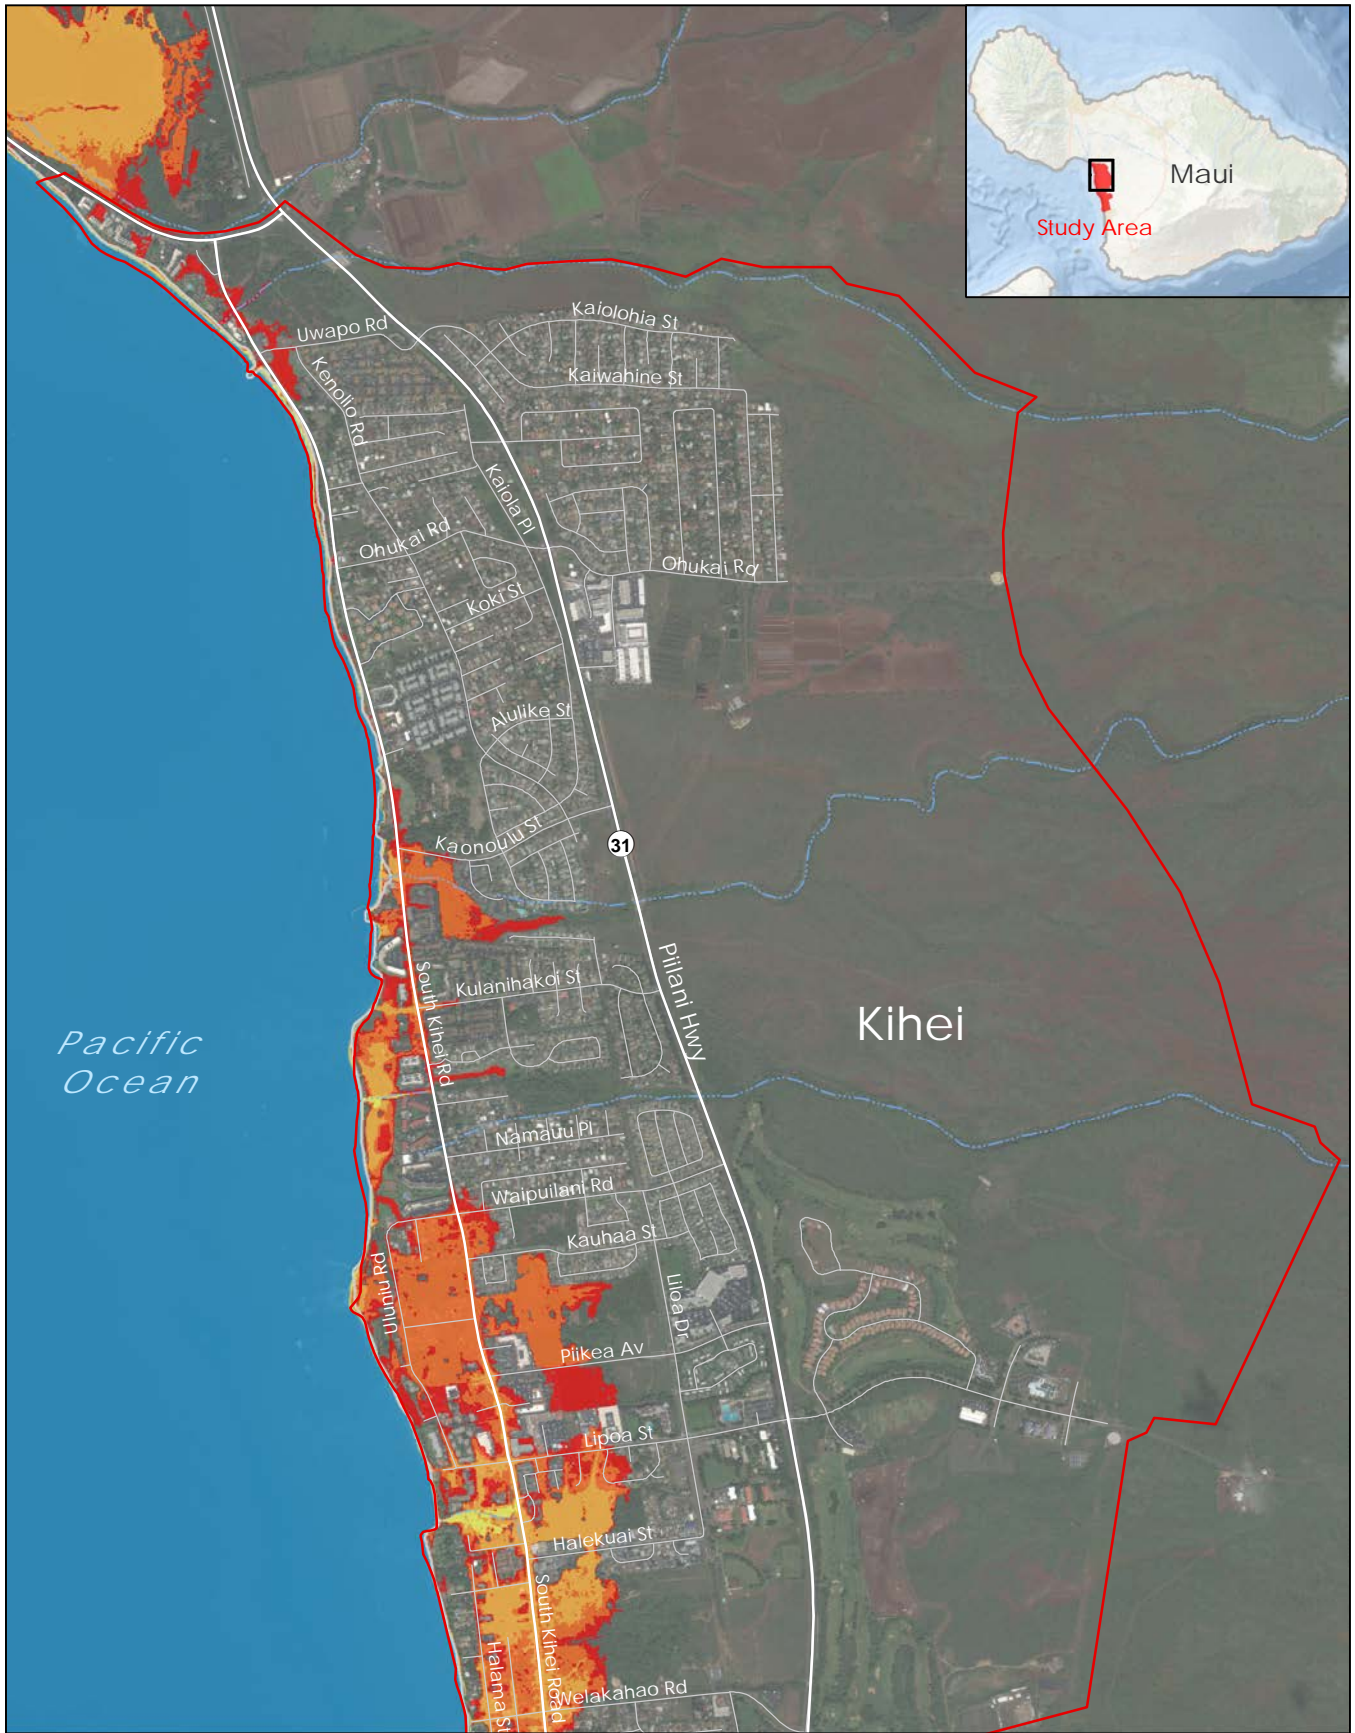 Maui
Study Area
Kaiolohia St
Uwapo Rd
Kaiwahine St
Kenolio Rd
Kaiola Pl
Ohukai Rd
Ohukai Rd
Koki St
Alulike St
Kaonoulu St
31
Piilani Hwy
South Kihei Rd
Kulanihakoi St
Kihei
Pacific
Ocean
Namauu Pl
Waipuilani Rd
Kauhaa St
Uluniu Rd
Liloa Dr
Piikea Av
Lipoa St
Halekuai St
South Kihei Road
Halama St
Welakahao Rd